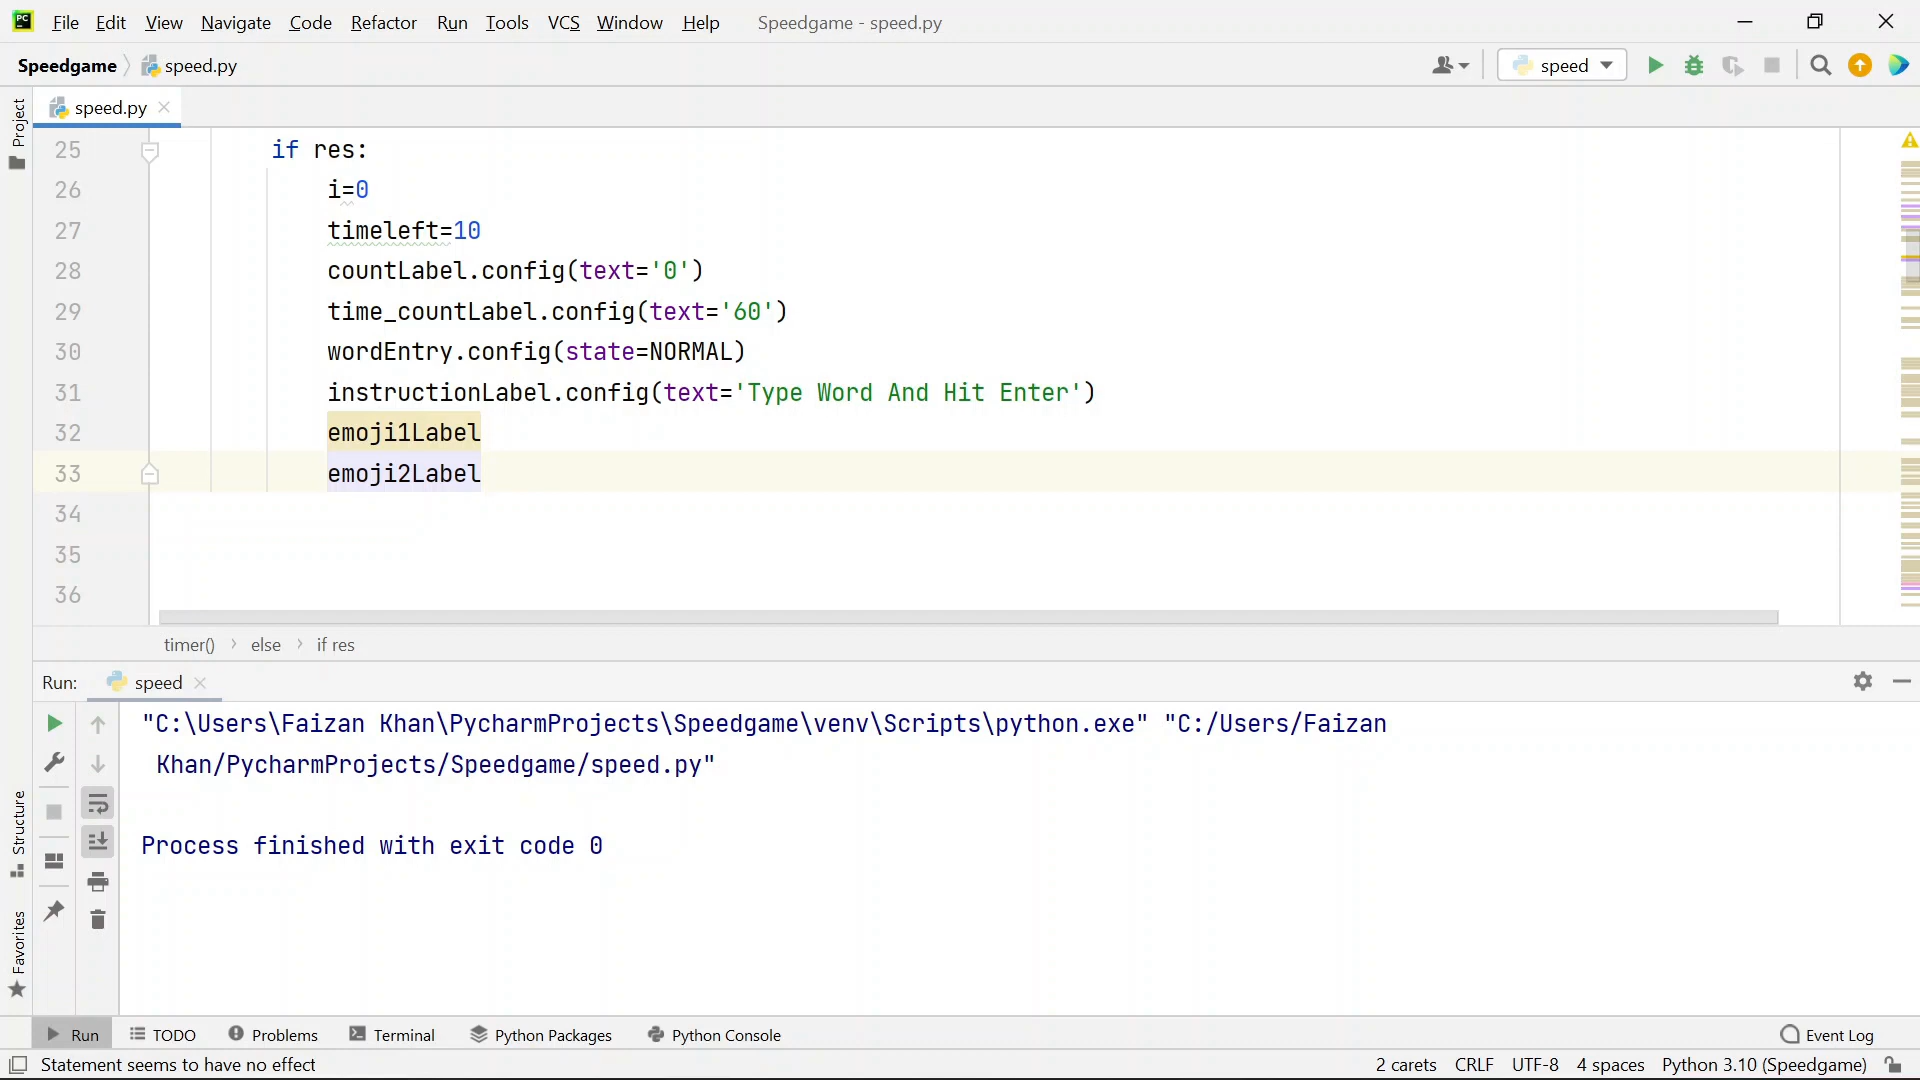 PC File Edit View Navigate Code Refactor Run Tools VCS Window Help Speedgame - speed.py
Speedgame speed.py speed
speed.py
Project
25 if res:
26 i=0
27 timeleft=10
28 countLabel.config(text='0')
29 time_countLabel.config(text='60')
30 wordEntry.config(state=NORMAL)
31 instructionLabel.config(text='Type Word And Hit Enter')
32 emoji1Label
33 emoji2Label
34
35
36
timer() › else › if res
Run: speed
"C:\Users\Faizan Khan\PycharmProjects\Speedgame\venv\Scripts\python.exe" "C:/Users/Faizan
Khan/PycharmProjects/Speedgame/speed.py"
Process finished with exit code 0
Structure
Favorites
Run TODO Problems Terminal Python Packages Python Console Event Log
Statement seems to have no effect 2 carets CRLF UTF-8 4 spaces Python 3.10 (Speedgame)